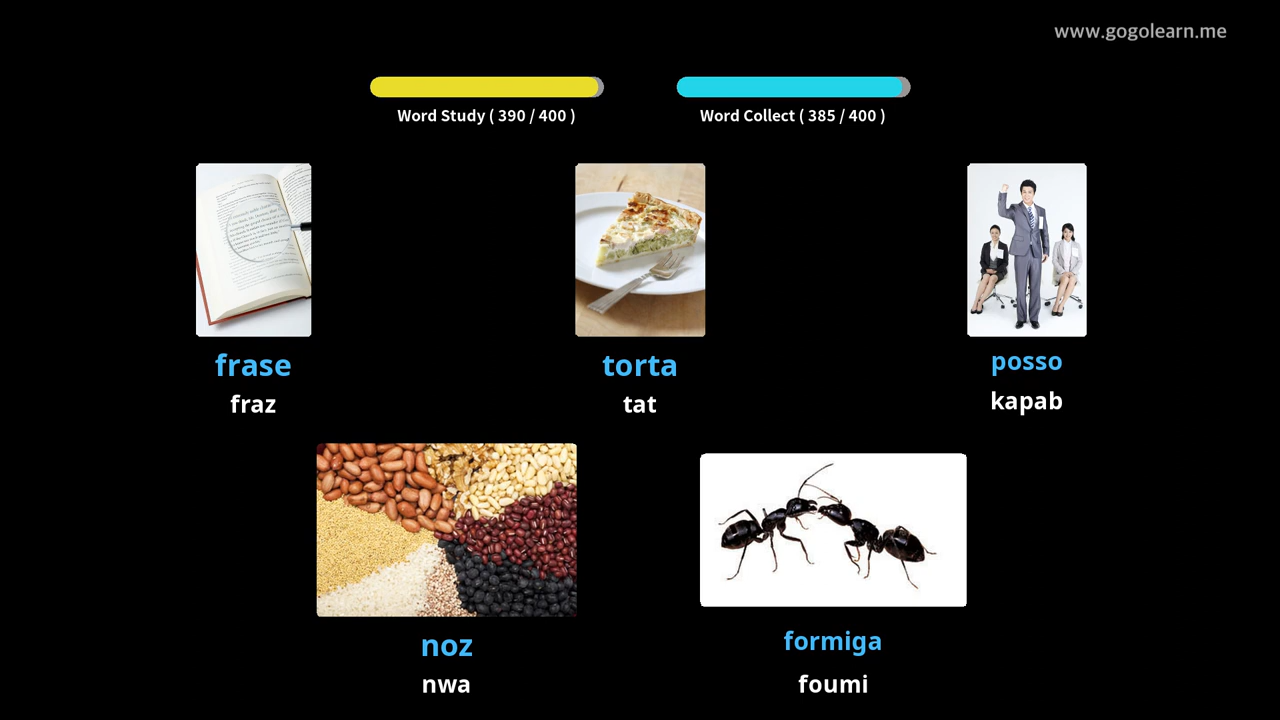 www.gogolearn.me
Word Study ( 390 / 400 )
Word Collect ( 385 / 400 )
frase
fraz
torta
tat
posso
kapab
noz
nwa
formiga
foumi